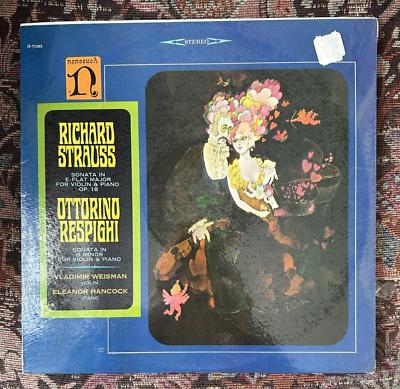 H-71205
STEREO
nonesuch
n
RICHARD
STRAUSS
SONATA IN
E-FLAT MAJOR
FOR VIOLIN & PIANO
OP. 18
OTTORINO
RESPIGHI
SONATA IN
B MINOR
FOR VIOLIN & PIANO
VLADIMIR WEISMAN
VIOLIN
ELEANOR HANCOCK
PIANO